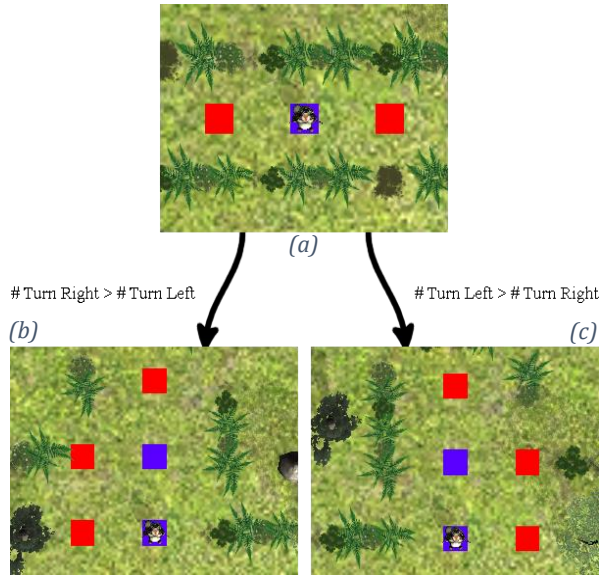 (a)
# Turn Right > # Turn Left
# Turn Left > # Turn Right
(b)
(c)